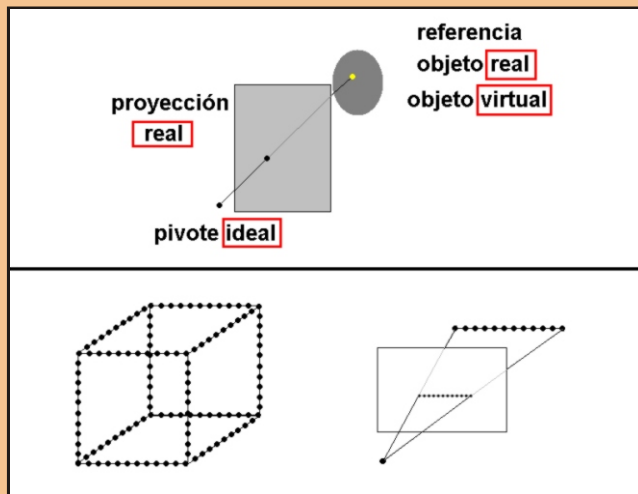 referencia
objeto real
objeto virtual
proyección
real
pivote ideal